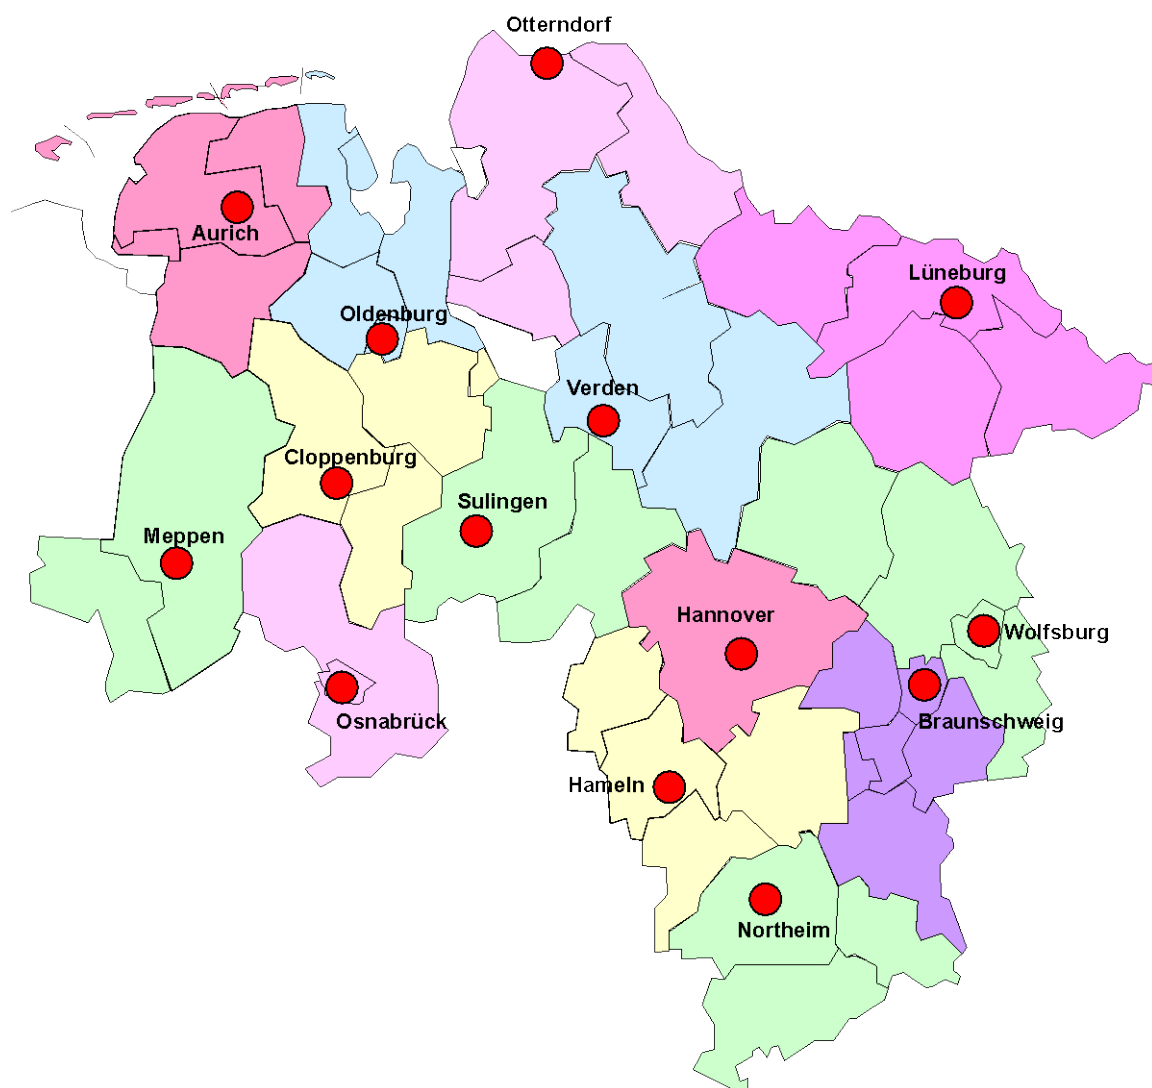 Otterndorf
Aurich
Lüneburg
Oldenburg
Verden
Cloppenburg
Sulingen
Meppen
Hannover
Wolfsburg
Osnabrück
Braunschweig
Hameln
Northeim